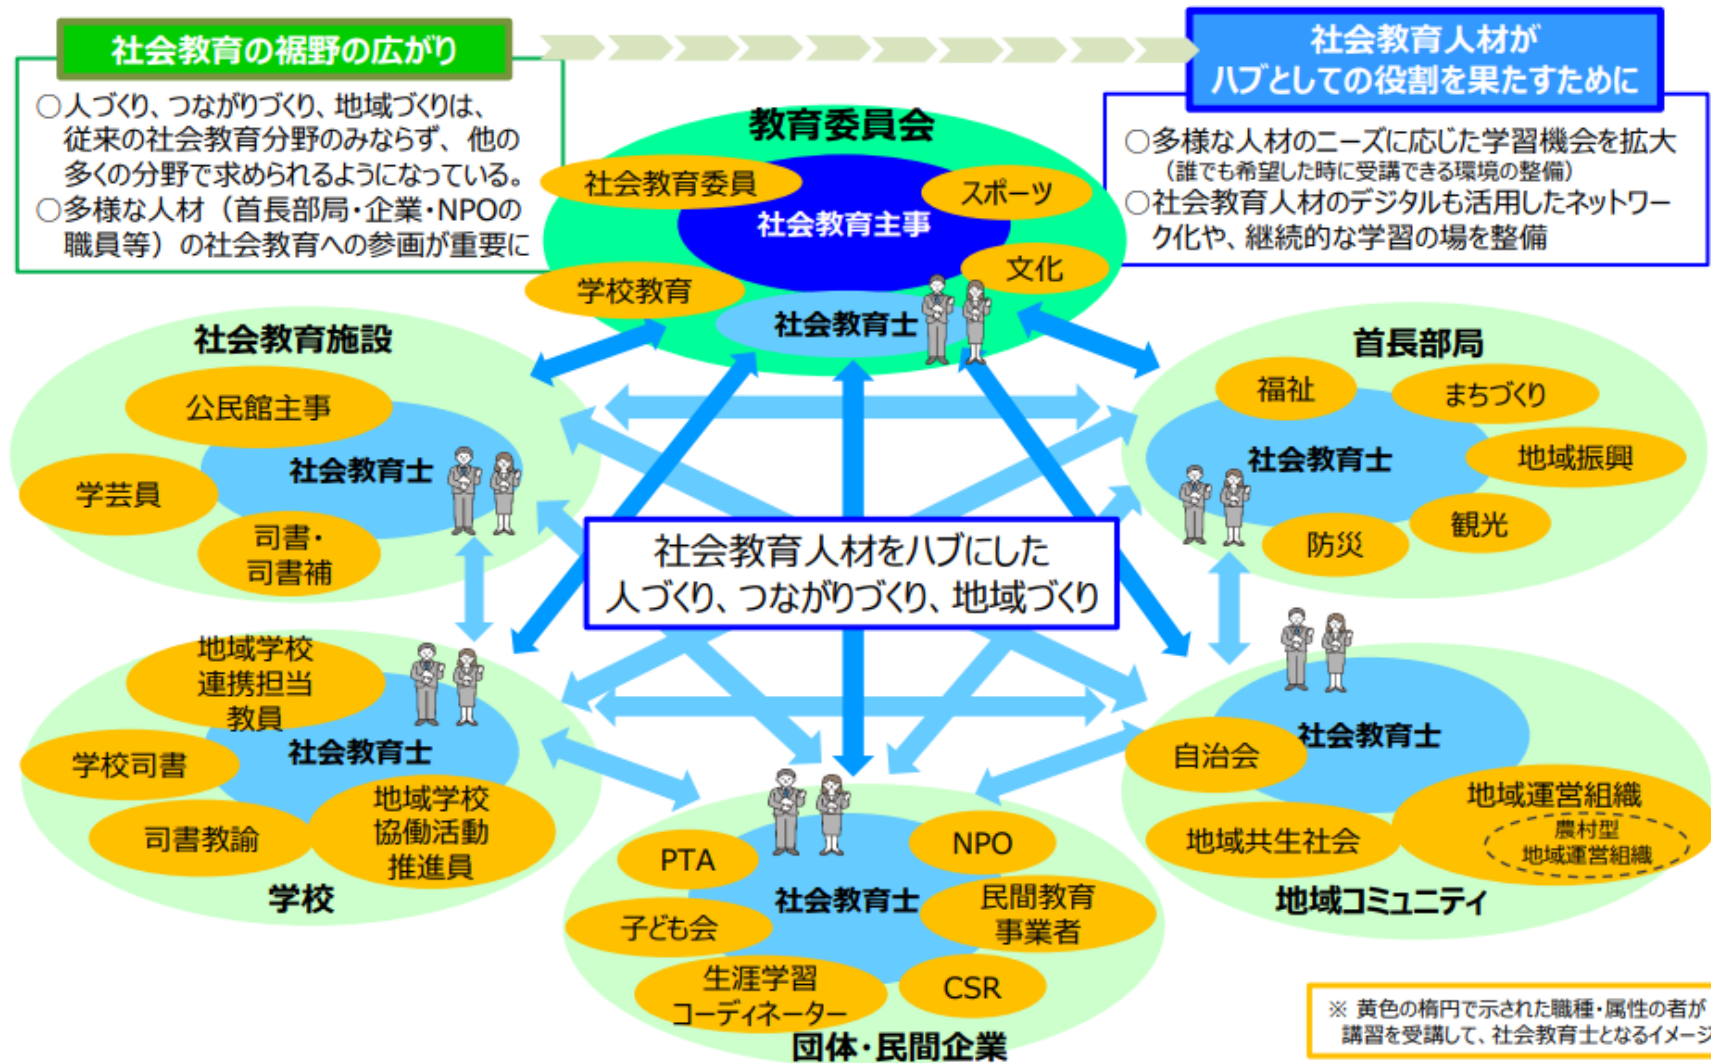 社会教育の裾野の広がり
○人づくり、つながりづくり、地域づくりは、
従来の社会教育分野のみならず、他の
多くの分野で求められるようになっている。
○多様な人材（首長部局・企業・NPOの
職員等）の社会教育への参画が重要に
社会教育人材が
ハブとしての役割を果たすために
○多様な人材のニーズに応じた学習機会を拡大
（誰でも希望した時に受講できる環境の整備）
○社会教育人材のデジタルも活用したネットワー
ク化や、継続的な学習の場を整備
教育委員会
社会教育委員
スポーツ
社会教育主事
文化
学校教育
社会教育士
社会教育施設
公民館主事
社会教育士
学芸員
司書・
司書補
首長部局
福祉
まちづくり
社会教育士
地域振興
観光
防災
社会教育人材をハブにした
人づくり、つながりづくり、地域づくり
地域学校
連携担当
教員
社会教育士
学校司書
司書教諭
地域学校
協働活動
推進員
学校
PTA
NPO
社会教育士
子ども会
民間教育
事業者
生涯学習
コーディネーター
CSR
団体・民間企業
社会教育士
自治会
地域運営組織
農村型
地域運営組織
地域共生社会
地域コミュニティ
※ 黄色の楕円で示された職種・属性の者が
講習を受講して、社会教育士となるイメージ